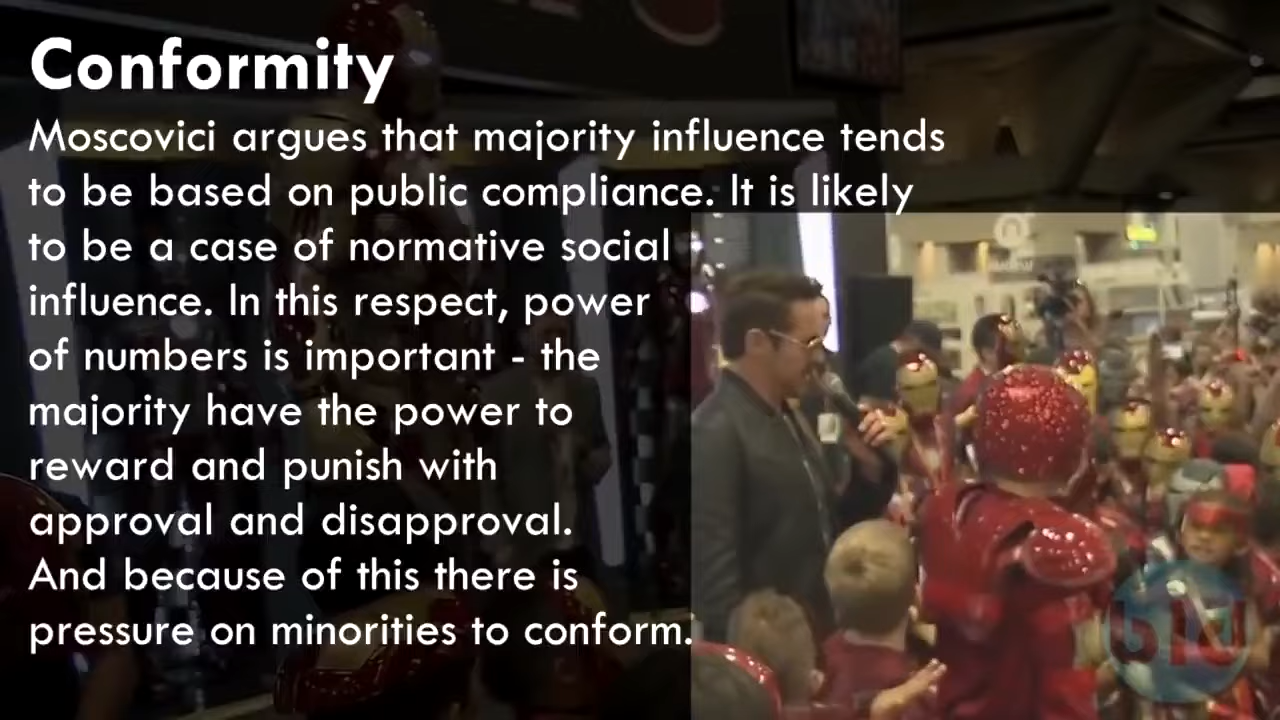 Conformity
Moscovici argues that majority influence tends
to be based on public compliance. It is likely
to be a case of normative social
influence. In this respect, power
of numbers is important - the
majority have the power to
reward and punish with
approval and disapproval.
And because of this there is
pressure on minorities to conform.